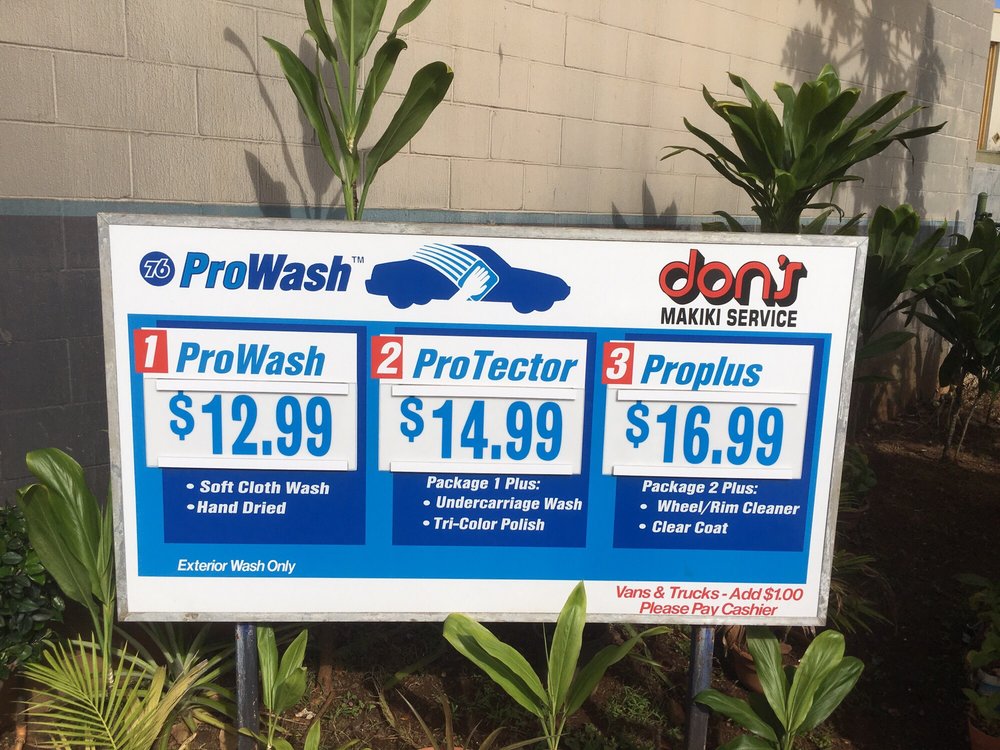 76 ProWash™
don's
MAKIKI SERVICE
1 ProWash
$12.99
• Soft Cloth Wash
• Hand Dried
2 ProTector
$14.99
Package 1 Plus:
• Undercarriage Wash
• Tri-Color Polish
3 Proplus
$16.99
Package 2 Plus:
• Wheel/Rim Cleaner
• Clear Coat
Exterior Wash Only
Vans & Trucks - Add $1.00
Please Pay Cashier